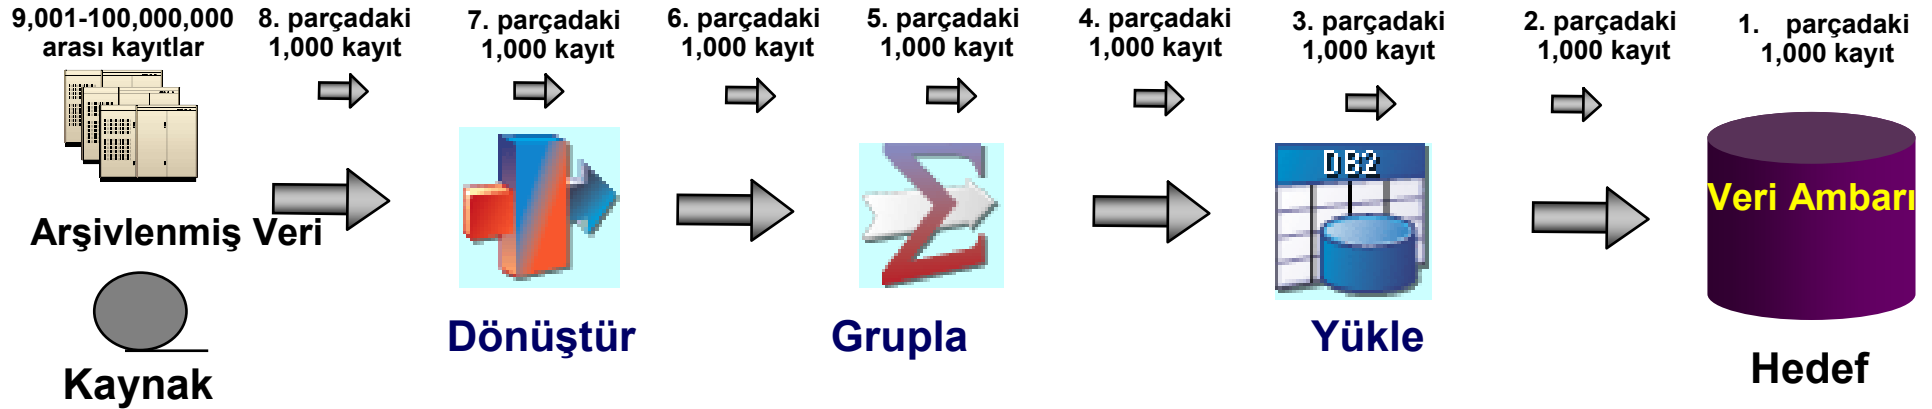 9,001-100,000,000
arası kayıtlar
8. parçadaki
1,000 kayıt
7. parçadaki
1,000 kayıt
6. parçadaki
1,000 kayıt
5. parçadaki
1,000 kayıt
4. parçadaki
1,000 kayıt
3. parçadaki
1,000 kayıt
2. parçadaki
1,000 kayıt
1. parçadaki
1,000 kayıt
DB2
Veri Ambarı
Arşivlenmiş Veri
Dönüştür
Grupla
Yükle
Hedef
Kaynak